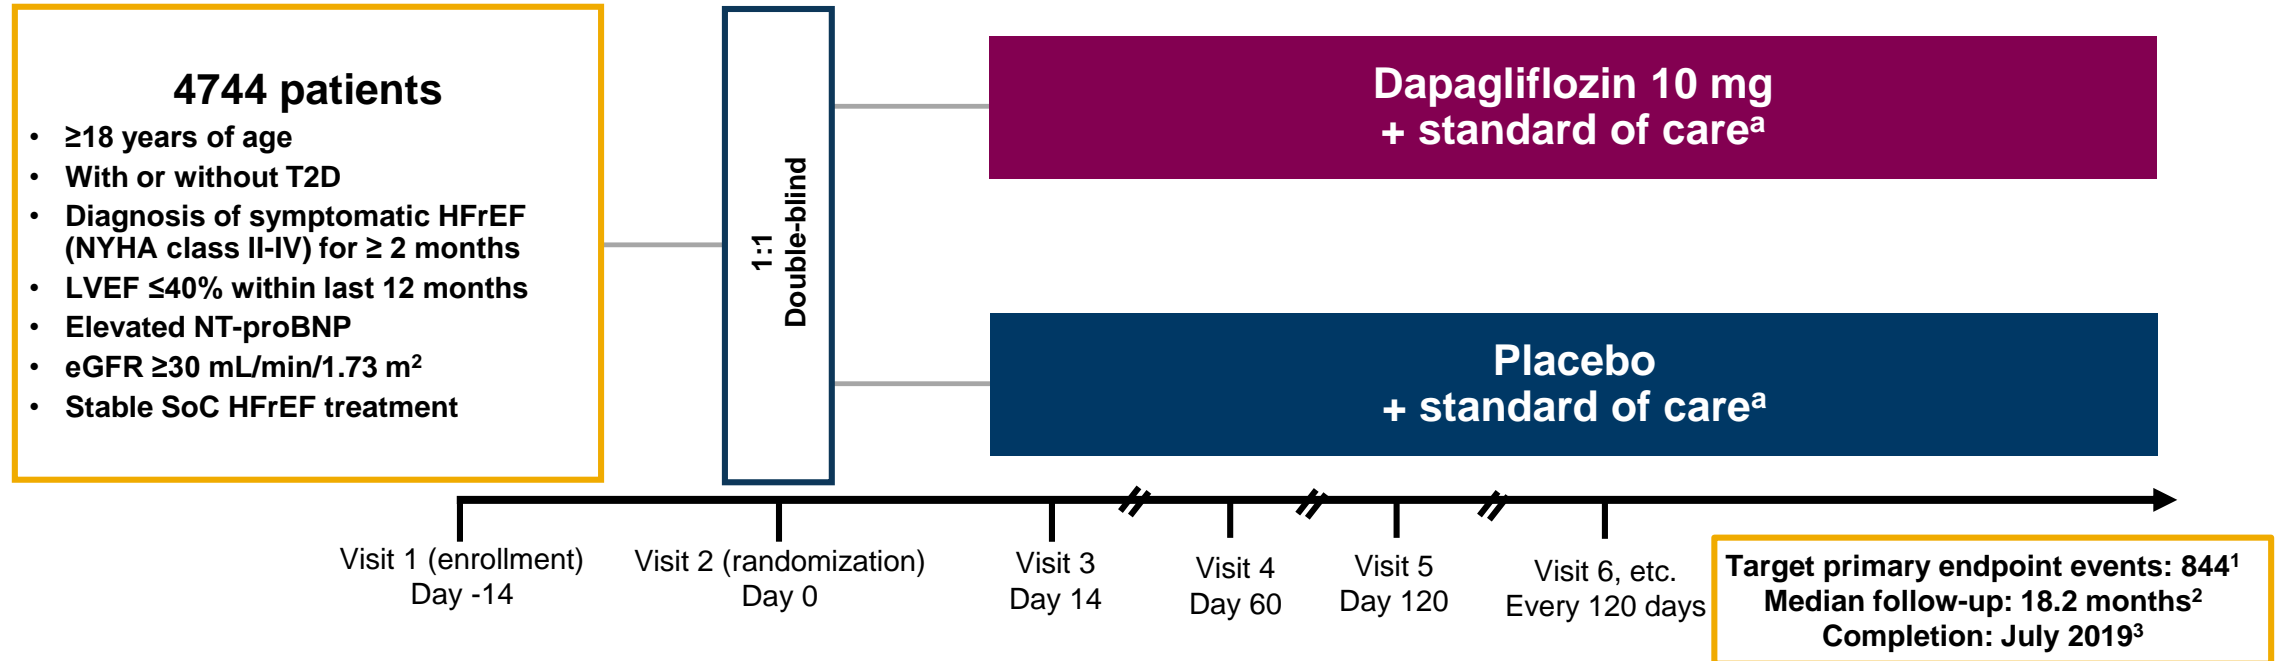 4744 patients
• ≥18 years of age
• With or without T2D
• Diagnosis of symptomatic HFrEF
(NYHA class II-IV) for ≥ 2 months
• LVEF ≤40% within last 12 months
• Elevated NT-proBNP
• eGFR ≥30 mL/min/1.73 m²
• Stable SoC HFrEF treatment
1:1
Double-blind
Dapagliflozin 10 mg
+ standard of careᵃ
Placebo
+ standard of careᵃ
Visit 1 (enrollment)
Day -14
Visit 2 (randomization)
Day 0
Visit 3
Day 14
Visit 4
Day 60
Visit 5
Day 120
Visit 6, etc.
Every 120 days
Target primary endpoint events: 844¹
Median follow-up: 18.2 months²
Completion: July 2019³